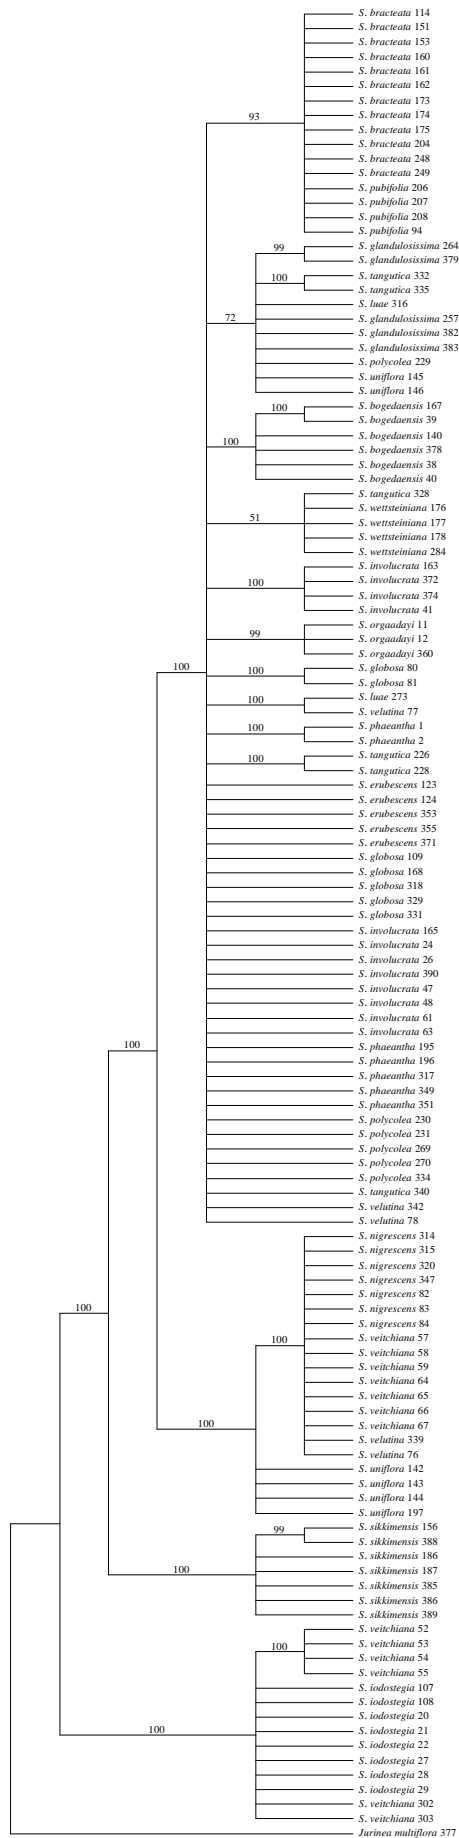 S. bracteata 114
S. bracteata 151
S. bracteata 153
S. bracteata 160
S. bracteata 161
S. bracteata 162
S. bracteata 173
S. bracteata 174
93
S. bracteata 175
S. bracteata 204
S. bracteata 248
S. bracteata 249
S. pubifolia 206
S. pubifolia 207
S. pubifolia 208
S. pubifolia 94
99
S. glandulosissima 264
S. glandulosissima 379
100
S. tangutica 332
S. tangutica 335
S. luae 316
72
S. glandulosissima 257
S. glandulosissima 382
S. glandulosissima 383
S. polycolea 229
S. uniflora 145
S. uniflora 146
100
S. bogedaensis 167
S. bogedaensis 39
S. bogedaensis 140
100
S. bogedaensis 378
S. bogedaensis 38
S. bogedaensis 40
S. tangutica 328
S. wettsteiniana 176
51
S. wettsteiniana 177
S. wettsteiniana 178
S. wettsteiniana 284
S. involucrata 163
S. involucrata 372
100
S. involucrata 374
S. involucrata 41
S. orgaadayi 11
99
S. orgaadayi 12
S. orgaadayi 360
100
S. globosa 80
100
S. globosa 81
S. luae 273
100
S. velutina 77
S. phaeantha 1
100
S. phaeantha 2
S. tangutica 226
100
S. tangutica 228
S. erubescens 123
S. erubescens 124
S. erubescens 353
S. erubescens 355
S. erubescens 371
S. globosa 109
S. globosa 168
S. globosa 318
S. globosa 329
S. globosa 331
S. involucrata 165
S. involucrata 24
S. involucrata 26
S. involucrata 390
S. involucrata 47
S. involucrata 48
S. involucrata 61
S. involucrata 63
100
S. phaeantha 195
S. phaeantha 196
S. phaeantha 317
S. phaeantha 349
S. phaeantha 351
S. polycolea 230
S. polycolea 231
S. polycolea 269
S. polycolea 270
S. polycolea 334
S. tangutica 340
S. velutina 342
S. velutina 78
S. nigrescens 314
S. nigrescens 315
S. nigrescens 320
S. nigrescens 347
S. nigrescens 82
100
S. nigrescens 83
S. nigrescens 84
100
S. veitchiana 57
S. veitchiana 58
S. veitchiana 59
S. veitchiana 64
S. veitchiana 65
S. veitchiana 66
100
S. veitchiana 67
S. velutina 339
S. velutina 76
S. uniflora 142
S. uniflora 143
S. uniflora 144
S. uniflora 197
99
S. sikkimensis 156
S. sikkimensis 388
S. sikkimensis 186
100
S. sikkimensis 187
S. sikkimensis 385
S. sikkimensis 386
S. sikkimensis 389
S. veitchiana 52
S. veitchiana 53
100
S. veitchiana 54
S. veitchiana 55
S. iodostegia 107
S. iodostegia 108
S. iodostegia 20
100
S. iodostegia 21
S. iodostegia 22
S. iodostegia 27
S. iodostegia 28
S. iodostegia 29
S. veitchiana 302
S. veitchiana 303
Jurinea multiflora 377